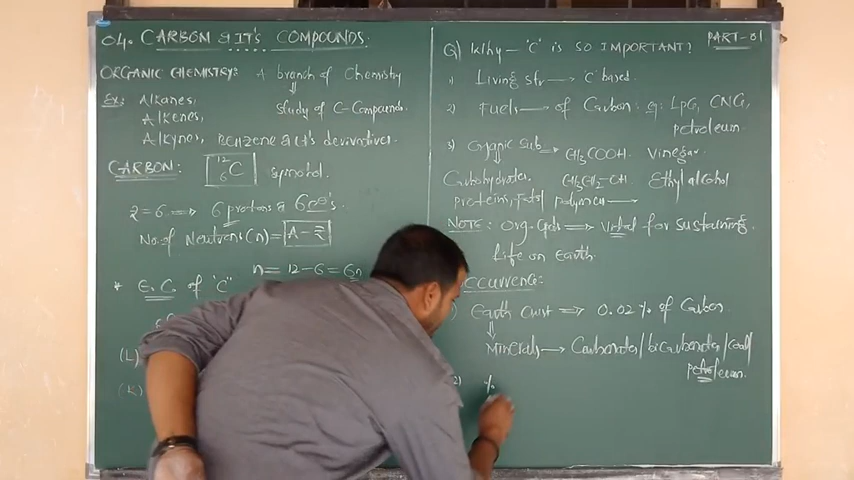 04. CARBON & IT'S COMPOUNDS.
ORGANIC CHEMISTRY: A branch of Chemistry
study of C-Compounds.
Ex: Alkanes,
Alkenes,
Alkynes, BENZENE & It's derivatives.
CARBON: 12 6 C symbol.
Z=6 ⟹ 6 protons & 6 e⊖'s.
No. of Neutrons (n) = A-Z
n = 12-6 = 6n
* E.C. of "C"
(L)
(K)
PART-01
Q) Why - "C" is SO IMPORTANT?
1) Living str → 'C' based.
2) Fuels → of Carbon: eg: LPG, CNG,
petroleum.
3) Organic Sub ⇒ CH3COOH. Vinegar.
Carbohydrates CH3CH2-OH. Ethyl alcohol
proteins, Fats/ polymer →
NOTE: Org. Cpds ⟹ Vital for sustaining
Life on Earth.
Occurrence:
1) Earth crust ⇒ 0.02 % of Carbon.
Minerals → Carbonates/bicarbonates/coal/
petroleum.
2) %